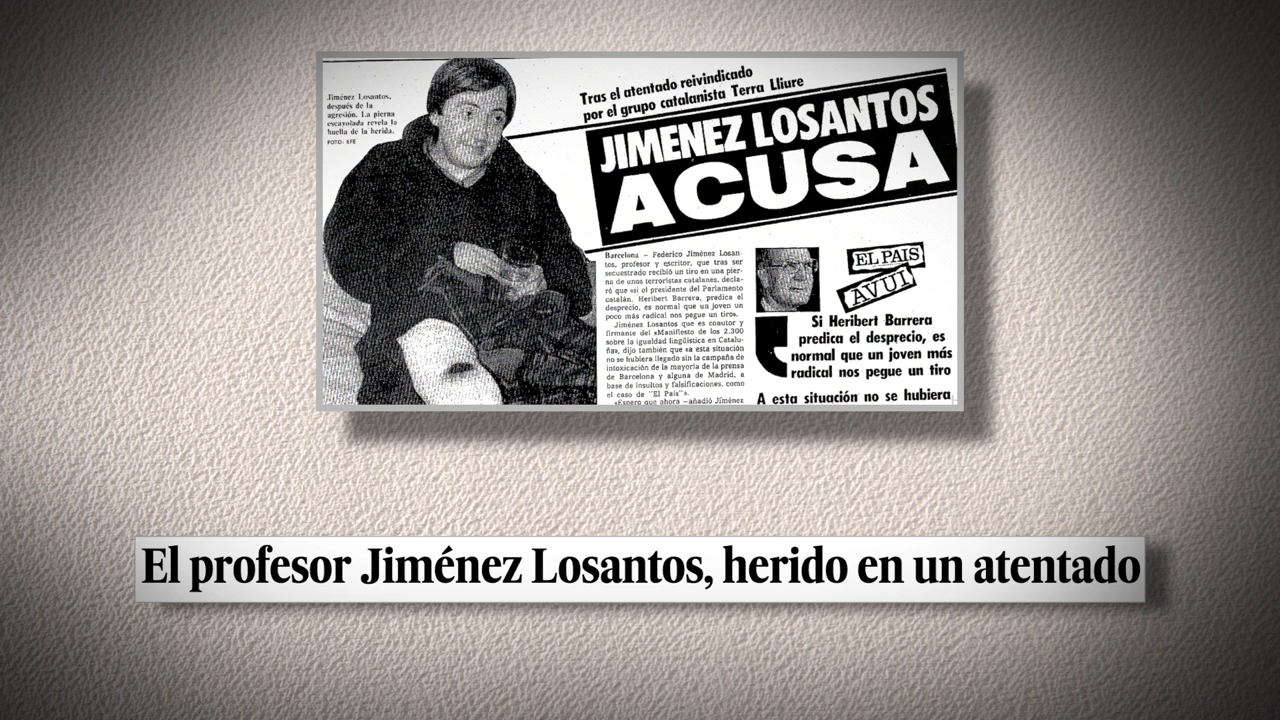 Jiménez Losantos,
después de la
agresión. La pierna
escayolada revela la
huella de la herida.
FOTO: EFE
Tras el atentado reivindicado
por el grupo catalanista Terra Lliure
JIMENEZ LOSANTOS
ACUSA
Barcelona — Federico Jiménez Losan-
tos, profesor y escritor, que tras ser
secuestrado recibió un tiro en una pier-
na de unos terroristas catalanes, decla-
ró que «si el presidente del Parlamento
catalán, Heribert Barrera, predica el
desprecio, es normal que un joven un
poco más radical nos pegue un tiro».
Jiménez Losantos que es coautor y
firmante del «Manifiesto de los 2.300
sobre la igualdad lingüística en Catalu-
ña», dijo también que «a esta situación
no se hubiera llegado sin la campaña de
intoxicación de la mayoría de la prensa
de Barcelona y alguna de Madrid, a
base de insultos y falsificaciones, como
el caso de "El País"».
«Espero que ahora —añadió Jiménez
EL PAIS
AVUI
Si Heribert Barrera
predica el desprecio, es
normal que un joven más
radical nos pegue un tiro
A esta situación no se hubiera
El profesor Jiménez Losantos, herido en un atentado